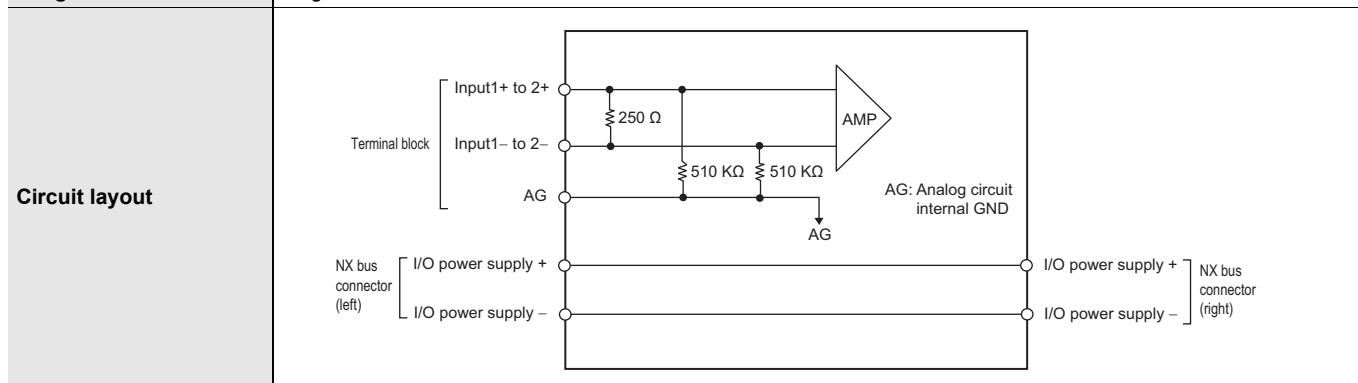 Circuit layout
Terminal block
Input1+ to 2+
Input1− to 2−
AG
250 Ω
510 KΩ
510 KΩ
AMP
AG
AG: Analog circuit
internal GND
NX bus
connector
(left)
I/O power supply +
I/O power supply −
I/O power supply +
I/O power supply −
NX bus
connector
(right)